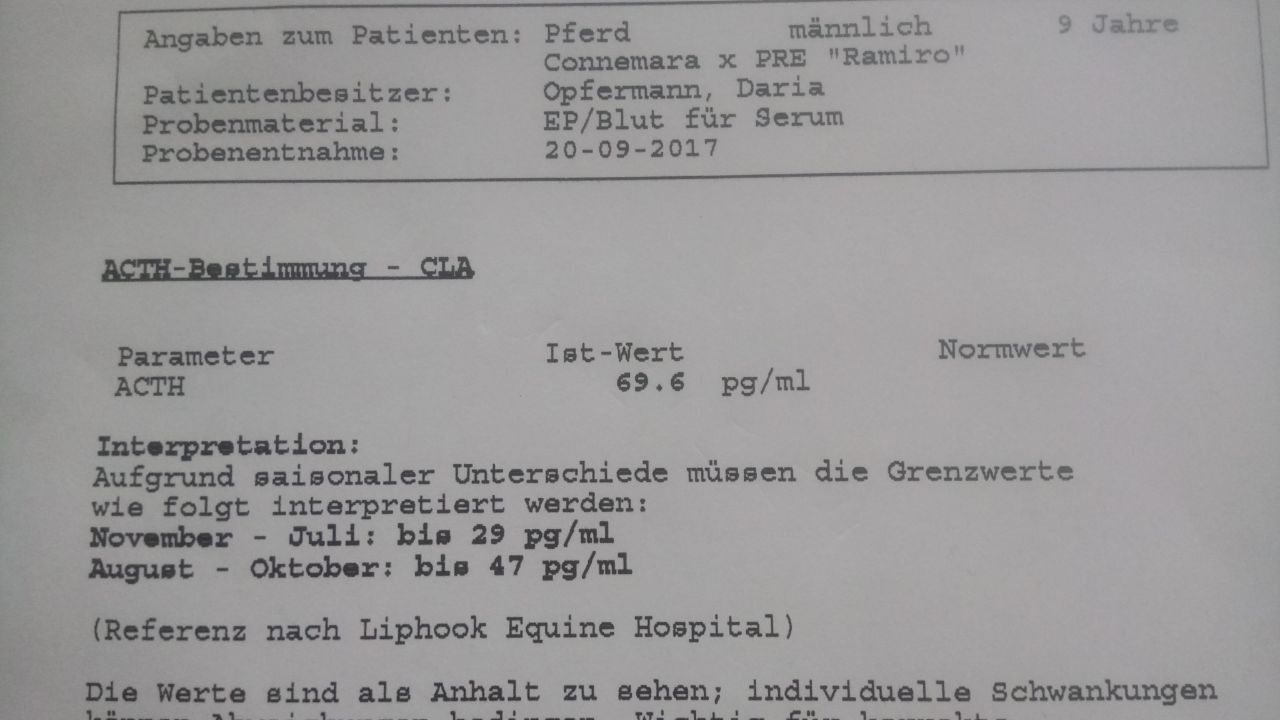 Angaben zum Patienten: Pferd männlich 9 Jahre
Connemara x PRE "Ramiro"
Patientenbesitzer: Opfermann, Daria
Probenmaterial: EP/Blut für Serum
Probenentnahme: 20-09-2017
ACTH-Bestimmung - CLA
Parameter Ist-Wert Normwert
ACTH 69.6 pg/ml
Interpretation:
Aufgrund saisonaler Unterschiede müssen die Grenzwerte
wie folgt interpretiert werden:
November - Juli: bis 29 pg/ml
August - Oktober: bis 47 pg/ml
(Referenz nach Liphook Equine Hospital)
Die Werte sind als Anhalt zu sehen; individuelle Schwankungen